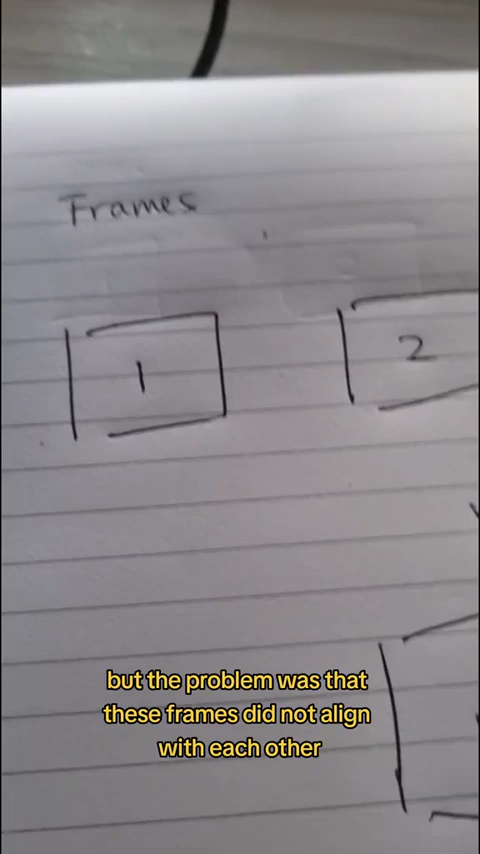 Frames
1
2
but the problem was that
these frames did not align
with each other